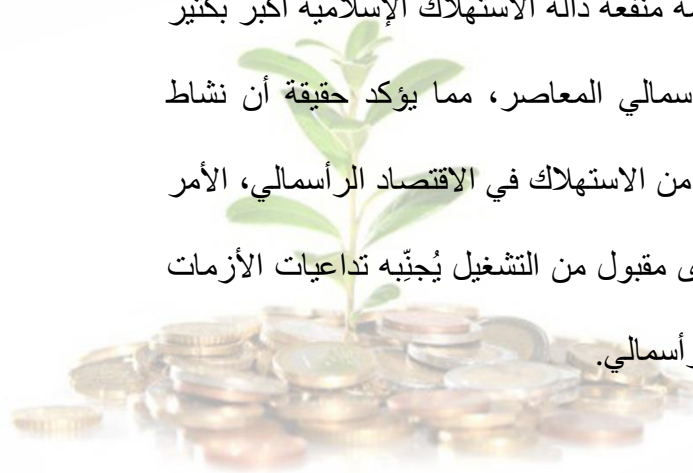 منفعة دالة الاستهلاك الإسلامية أكبر بكثير
المعاصر، مما يؤكد حقيقة أن نشاط
من الاستهلاك في الاقتصاد الرأسمالي، الأمر
مقبول من التشغيل يُجنِّبه تداعيات الأزمات